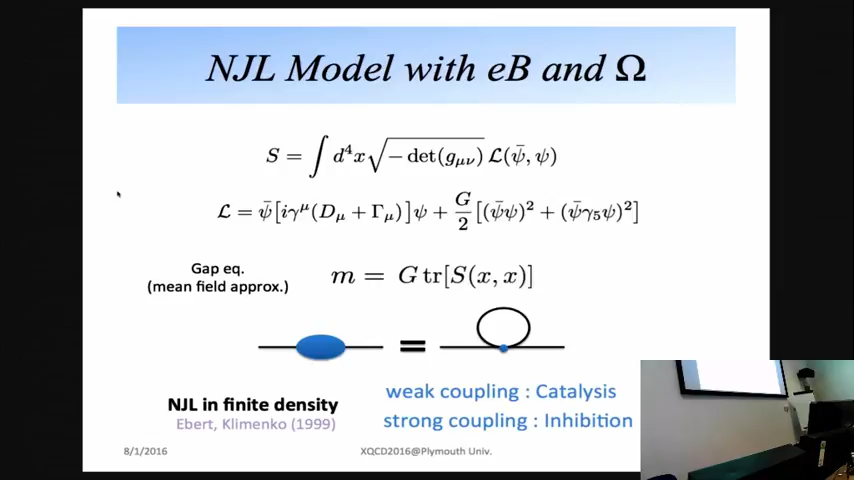 NJL Model with eB and Ω
S = ∫ d⁴x √(−det(g_μν)) ℒ(ψ̄, ψ)
ℒ = ψ̄[iγ^μ(D_μ + Γ_μ)]ψ + G/2 [(ψ̄ψ)² + (ψ̄γ₅ψ)²]
Gap eq.
(mean field approx.)
m = G tr[S(x, x)]
=
NJL in finite density
Ebert, Klimenko (1999)
weak coupling : Catalysis
strong coupling : Inhibition
8/1/2016
XQCD2016@Plymouth Univ.